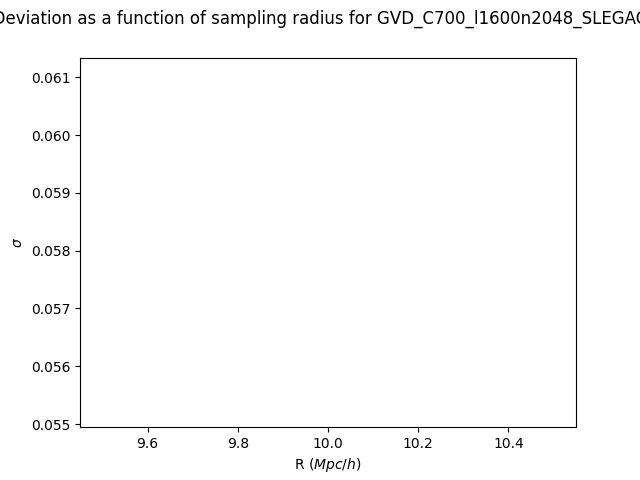 Deviation as a function of sampling radius for GVD_C700_l1600n2048_SLEGAC
0.061
0.060
0.059
0.058
0.057
0.056
0.055
σ
9.6 9.8 10.0 10.2 10.4
R (Mpc/h)